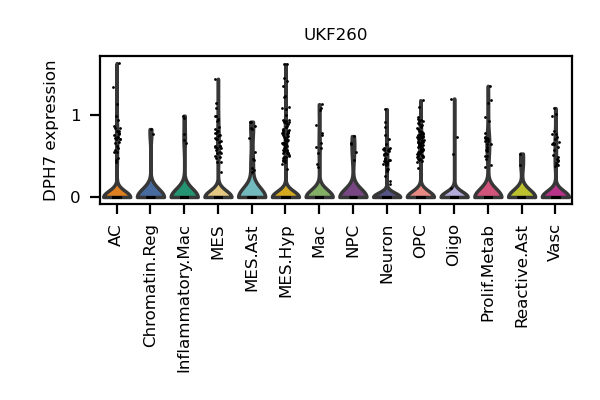 UKF260
DPH7 expression
1
0
AC
Chromatin.Reg
Inflammatory.Mac
MES
MES.Ast
MES.Hyp
Mac
NPC
Neuron
OPC
Oligo
Prolif.Metab
Reactive.Ast
Vasc